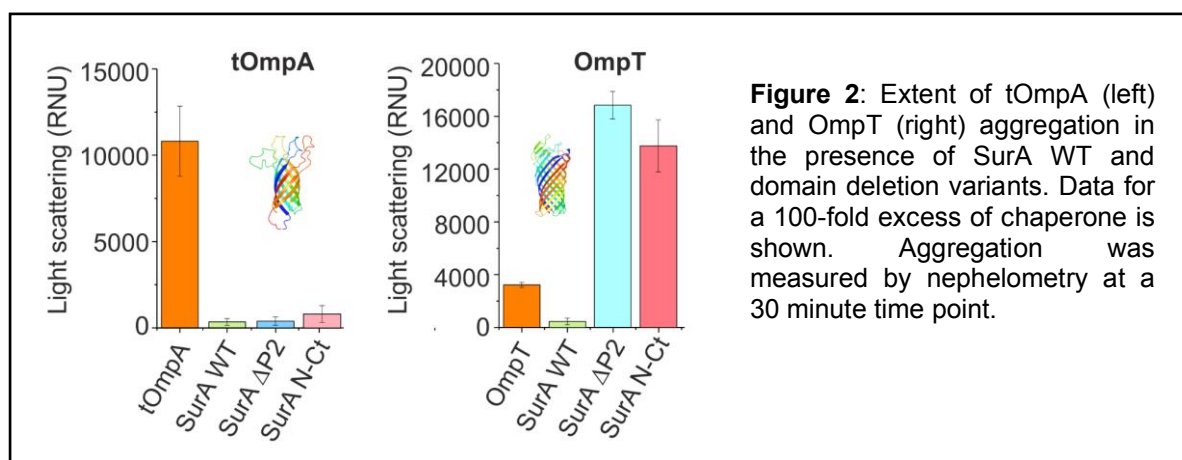 tOmpA
Light scattering (RNU)
15000
10000
5000
0
tOmpA
SurA WT
SurA ΔP2
SurA N-Ct
OmpT
Light scattering (RNU)
20000
16000
12000
8000
4000
0
OmpT
SurA WT
SurA ΔP2
SurA N-Ct
Figure 2: Extent of tOmpA (left)
and OmpT (right) aggregation in
the presence of SurA WT and
domain deletion variants. Data for
a 100-fold excess of chaperone is
shown. Aggregation was
measured by nephelometry at a
30 minute time point.